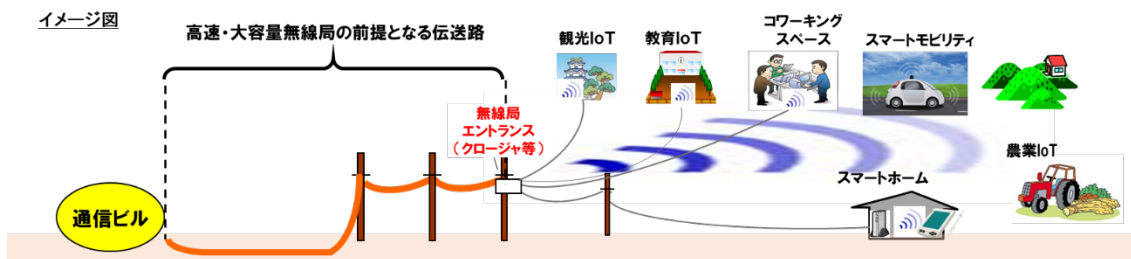 イメージ図
高速・大容量無線局の前提となる伝送路
観光IoT
教育IoT
コワーキング
スペース
スマートモビリティ
無線局
エントランス
（クロージャ等）
農業IoT
スマートホーム
通信ビル